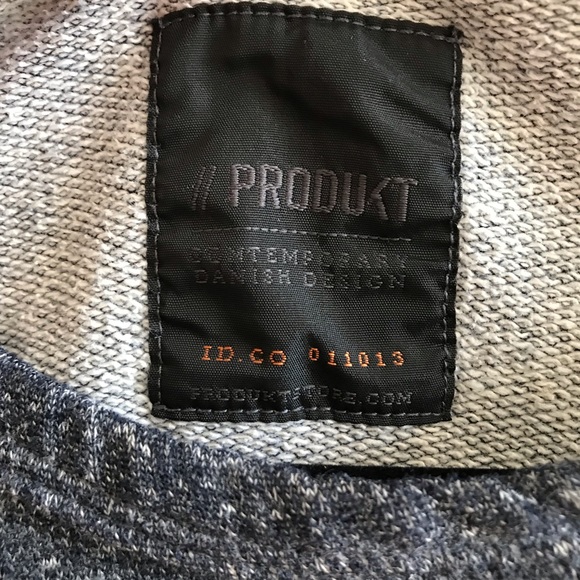 // PRODUKT
CONTEMPORARY
DANISH DESIGN
ID.CO 011013
PRODUKTSTORE.COM